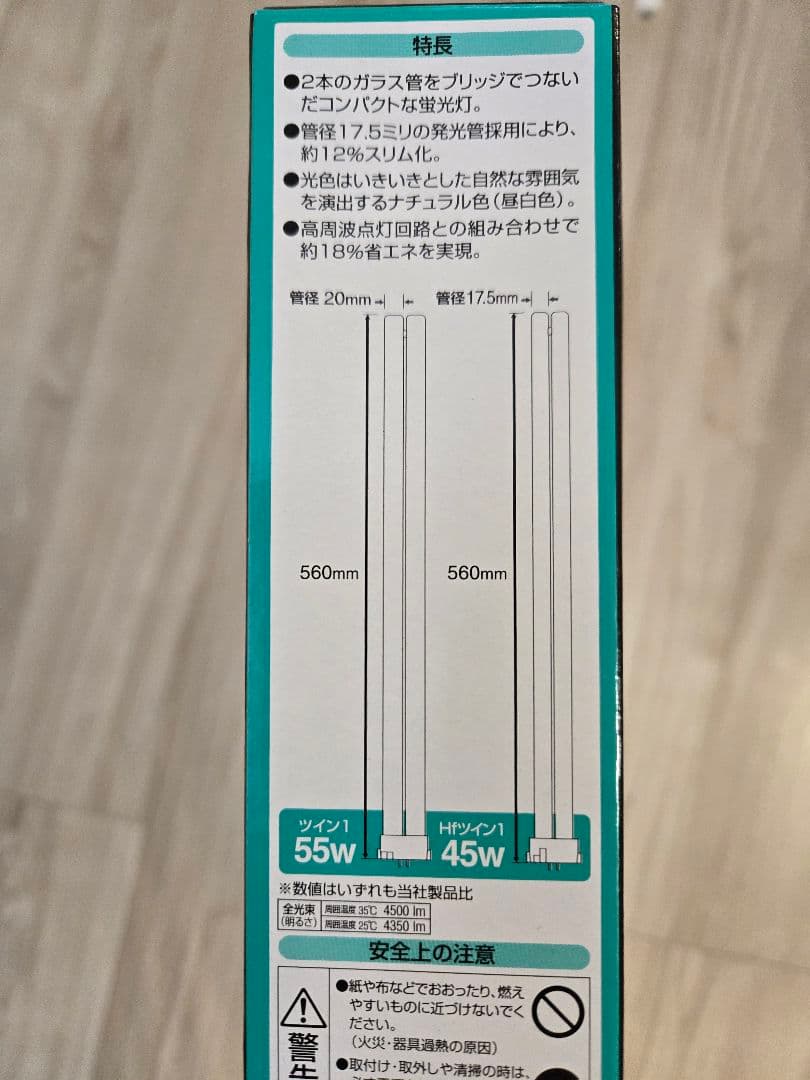 特長
●2本のガラス管をブリッジでつない
だコンパクトな蛍光灯。
●管径17.5ミリの発光管採用により、
約12%スリム化。
●光色はいきいきとした自然な雰囲気
を演出するナチュラル色(昼白色)。
●高周波点灯回路との組み合わせで
約18%省エネを実現。
管径 20mm
管径17.5mm
560mm
560mm
ツイン1
55W
Hfツイン1
45W
※数値はいずれも当社製品比
全光束
(明るさ)
周囲温度 35℃ 4500 lm
周囲温度 25℃ 4350 lm
安全上の注意
警告
●紙や布などでおおったり、燃え
やすいものに近づけないでく
ださい。
(火災・器具過熱の原因)
●取付け・取外しや清掃の時は、